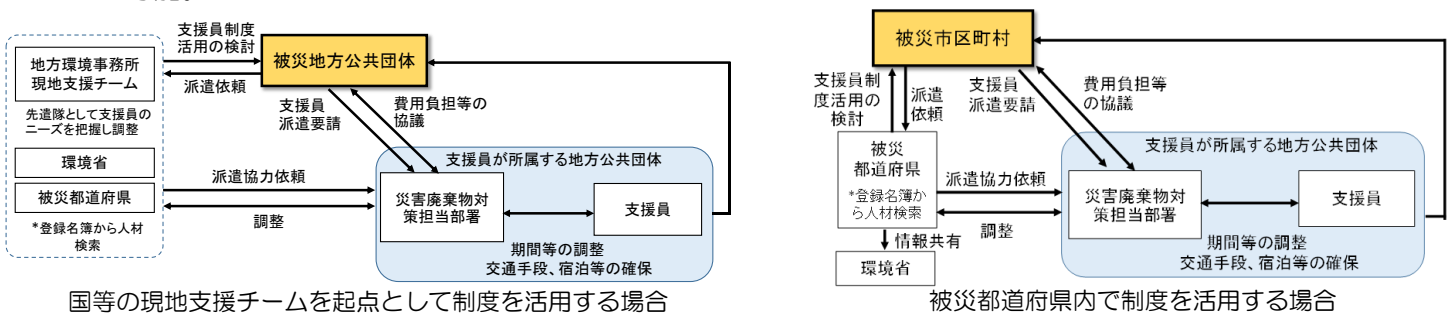 支援員制度
活用の検討
被災地方公共団体
地方環境事務所
現地支援チーム
派遣依頼
先遣隊として支援員の
ニーズを把握し調整
支援員
派遣要請
費用負担等の
協議
環境省
被災都道府県
*登録名簿から人材
検索
派遣協力依頼
調整
支援員が所属する地方公共団体
災害廃棄物対
策担当部署
支援員
期間等の調整
交通手段、宿泊等の確保
国等の現地支援チームを起点として制度を活用する場合
被災市区町村
支援員制
度活用の
検討
派遣
依頼
支援員
派遣要請
費用負担等
の協議
被災
都道府県
*登録名簿か
ら人材検索
派遣協力依頼
調整
情報共有
環境省
支援員が所属する地方公共団体
災害廃棄物対
策担当部署
支援員
期間等の調整
交通手段、宿泊等の確保
被災都道府県内で制度を活用する場合